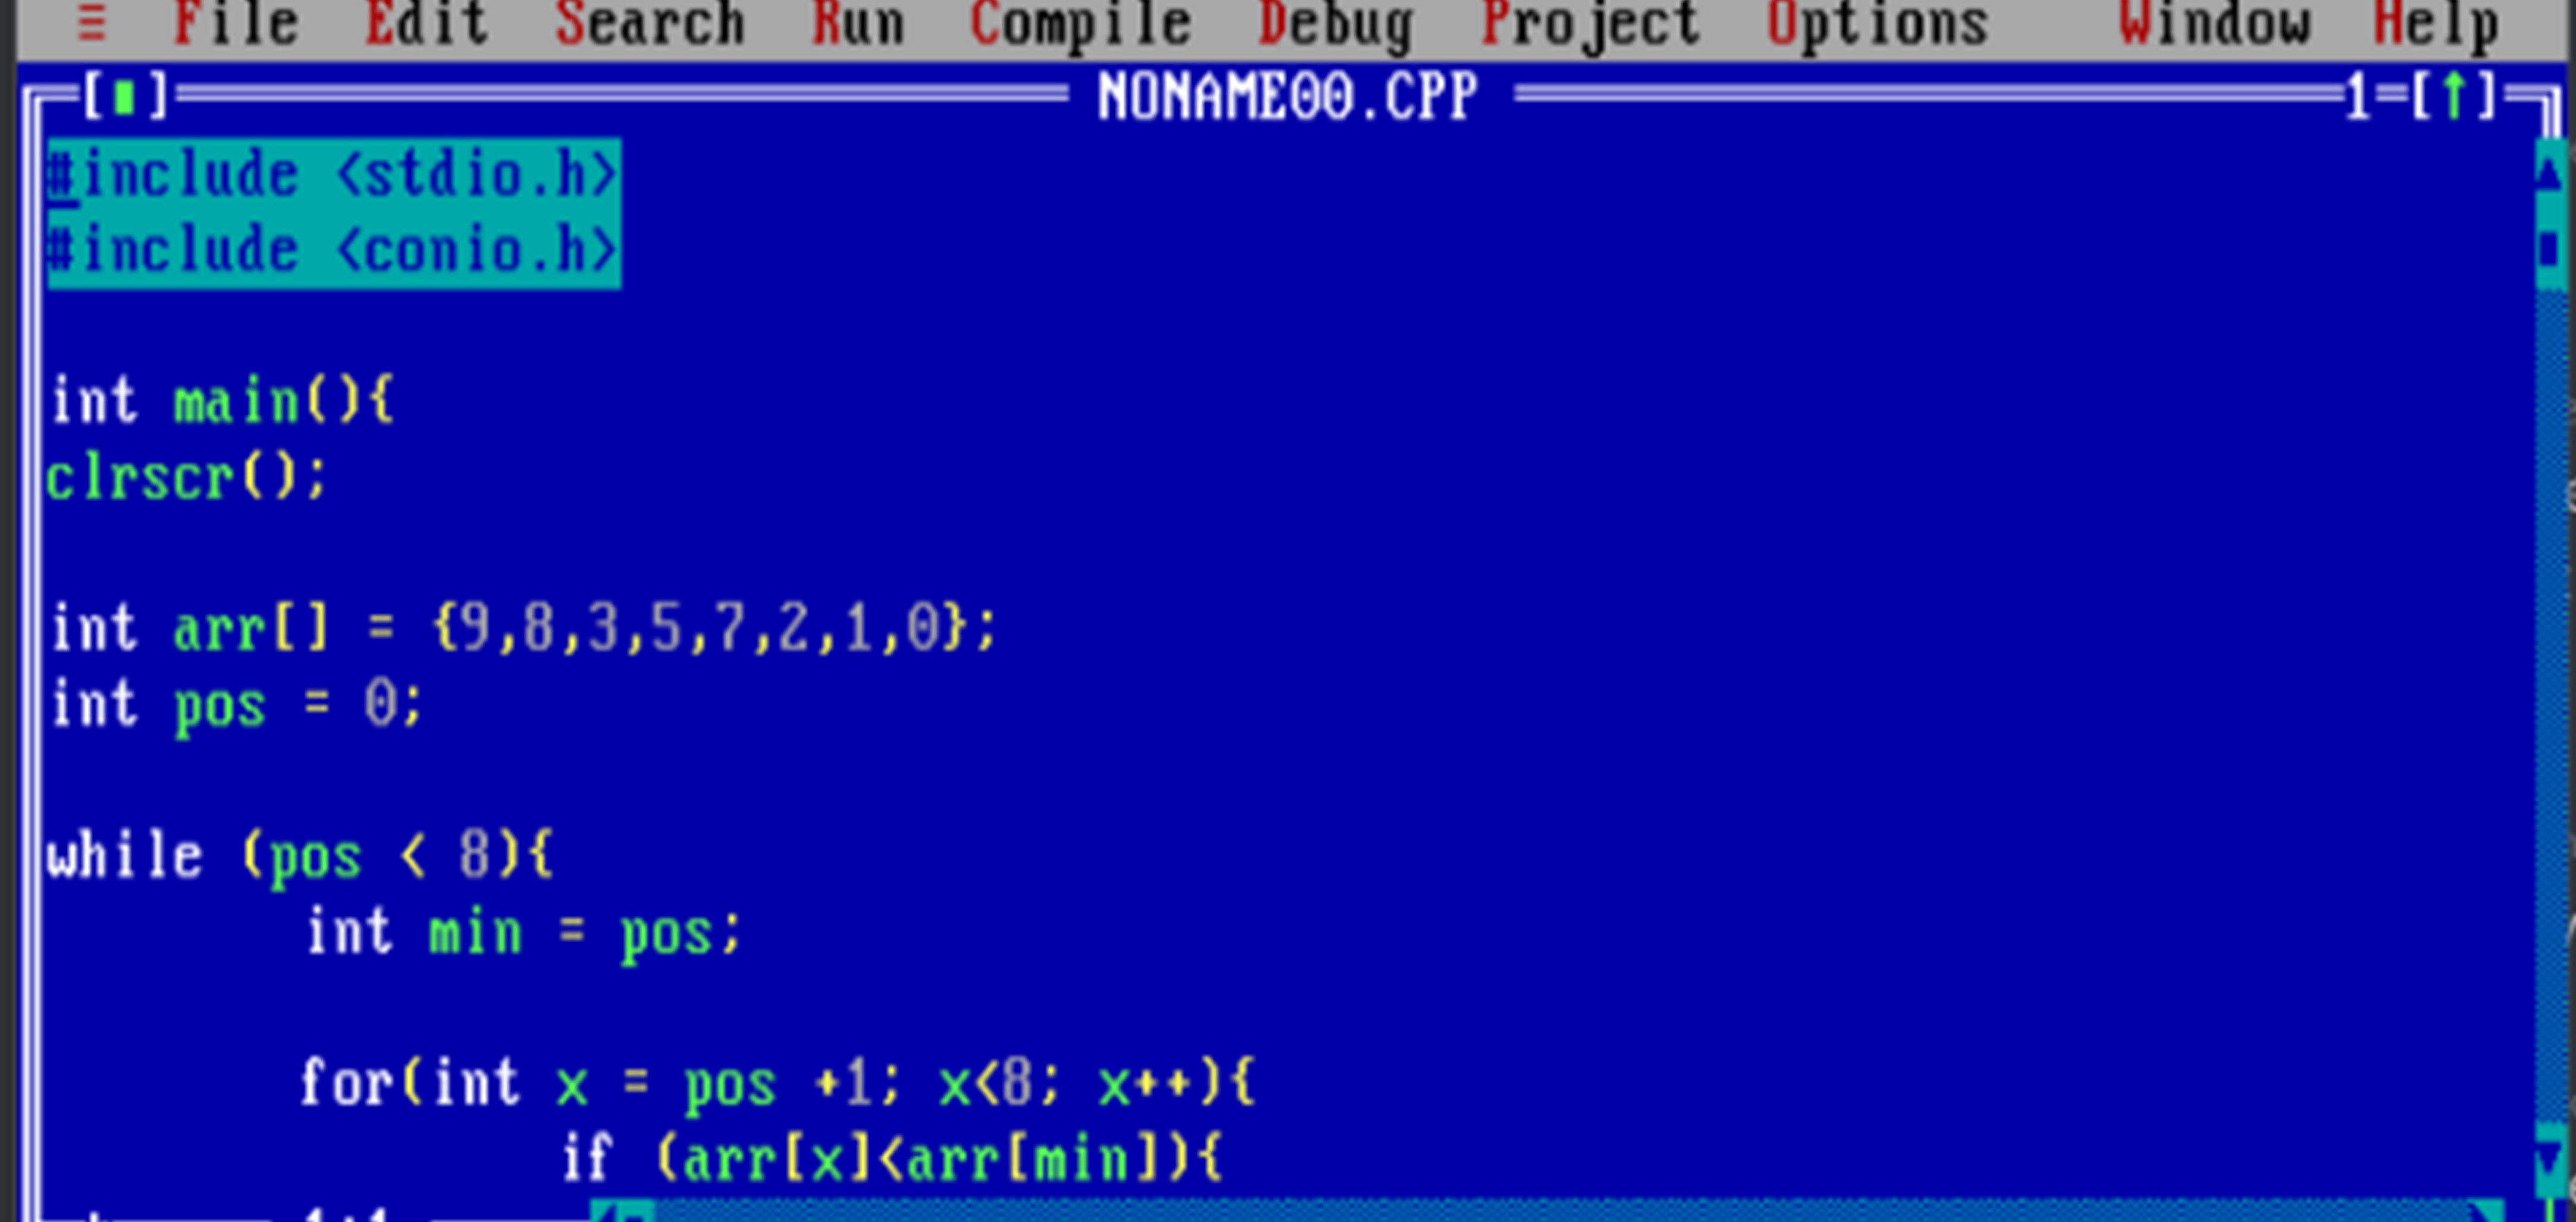 ≡ File Edit Search Run Compile Debug Project Options Window Help
[■] NONAME00.CPP 1=[↑]
#include <stdio.h>
#include <conio.h>
int main(){
clrscr();
int arr[] = {9,8,3,5,7,2,1,0};
int pos = 0;
while (pos < 8){
int min = pos;
for(int x = pos +1; x<8; x++){
if (arr[x]<arr[min]){
1:1